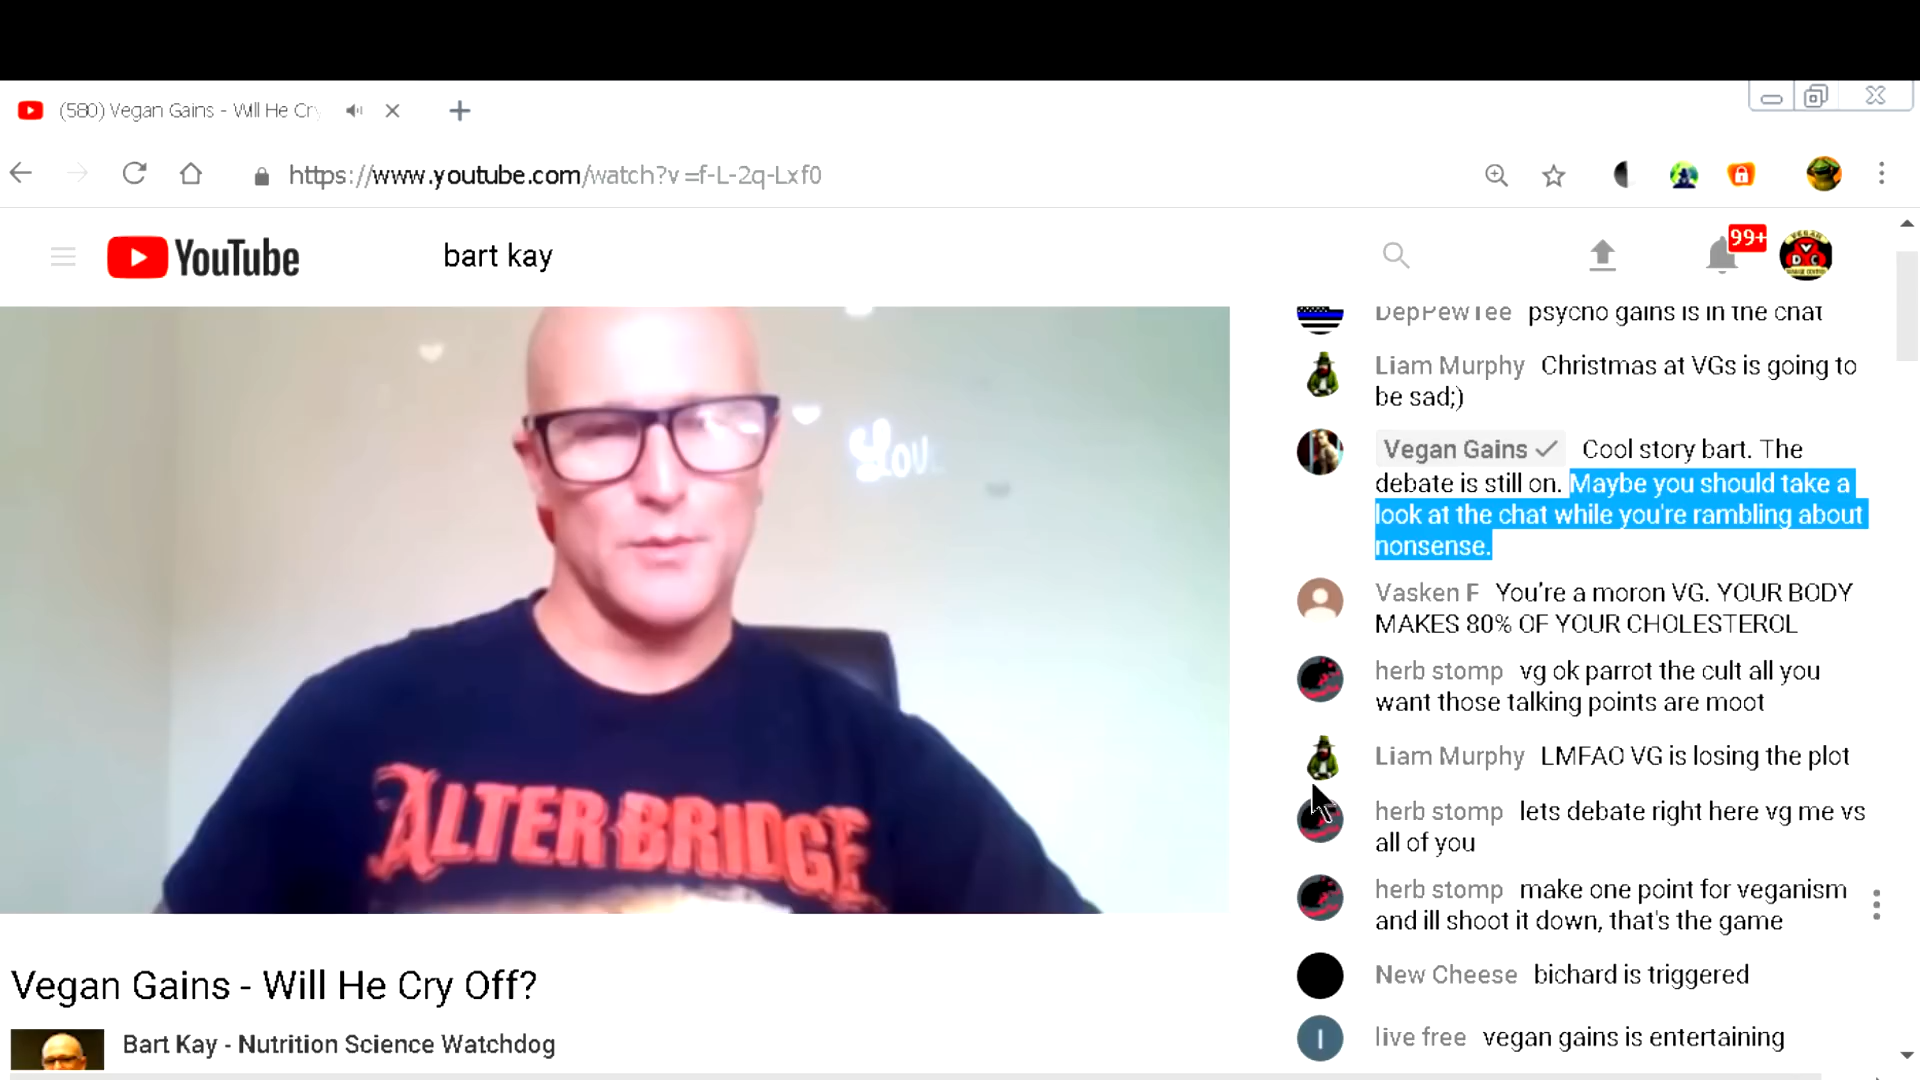 (580) Vegan Gains - Will He Cr
https://www.youtube.com/watch?v=f-L-2q-Lxf0
YouTube
bart kay
99+
DepPewTee psycho gains is in the chat
Liam Murphy Christmas at VGs is going to
be sad;)
Vegan Gains Cool story bart. The
debate is still on. Maybe you should take a
look at the chat while you're rambling about
nonsense.
Vasken F You're a moron VG. YOUR BODY
MAKES 80% OF YOUR CHOLESTEROL
herb stomp vg ok parrot the cult all you
want those talking points are moot
Liam Murphy LMFAO VG is losing the plot
herb stomp lets debate right here vg me vs
all of you
herb stomp make one point for veganism
and ill shoot it down, that's the game
New Cheese bichard is triggered
live free vegan gains is entertaining
Love
ALTER BRIDGE
Vegan Gains - Will He Cry Off?
Bart Kay - Nutrition Science Watchdog